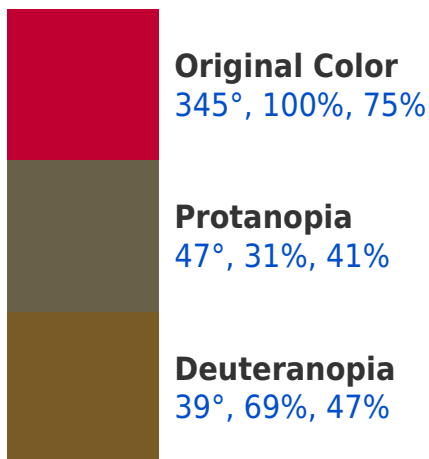 Original Color
345°, 100%, 75%
Protanopia
47°, 31%, 41%
Deuteranopia
39°, 69%, 47%